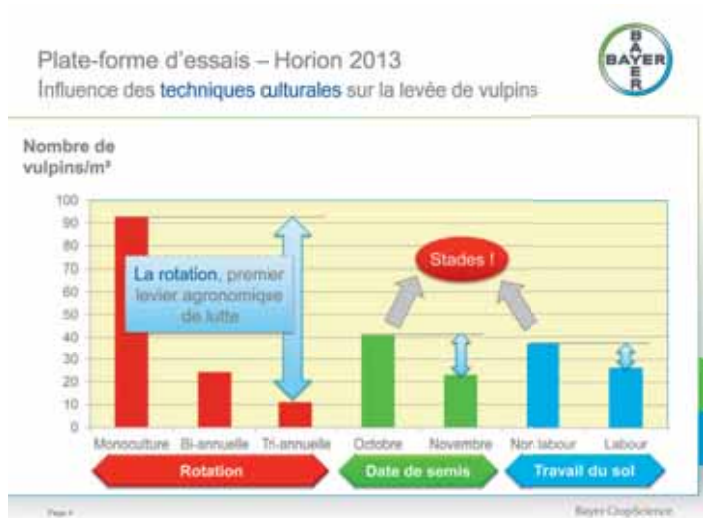 Plate-forme d'essais – Horion 2013
Influence des techniques culturales sur la levée de vulpins
BAYER
BAYER
Nombre de
vulpins/m²
100
90
80
70
60
50
40
30
20
10
0
La rotation, premier
levier agronomique
de lutte
Stades !
Monoculture Bi-annuelle Tri-annuelle Octobre Novembre Non labour Labour
Rotation Date de semis Travail du sol
Page 4 Bayer CropScience